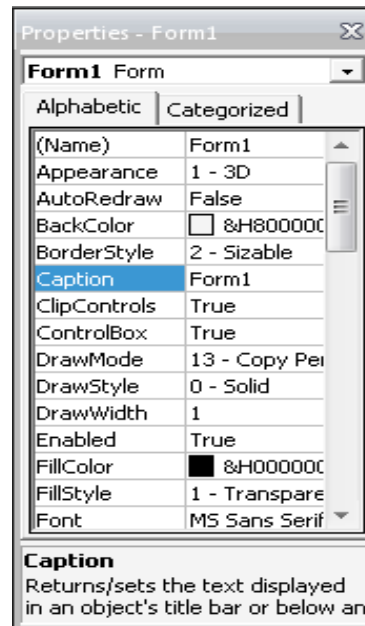 Properties - Form1
Form1 Form
Alphabetic Categorized
(Name) Form1
Appearance 1 - 3D
AutoRedraw False
BackColor &H800000
BorderStyle 2 - Sizable
Caption Form1
ClipControls True
ControlBox True
DrawMode 13 - Copy Per
DrawStyle 0 - Solid
DrawWidth 1
Enabled True
FillColor &H000000
FillStyle 1 - Transpare
Font MS Sans Serif
Caption
Returns/sets the text displayed
in an object's title bar or below an